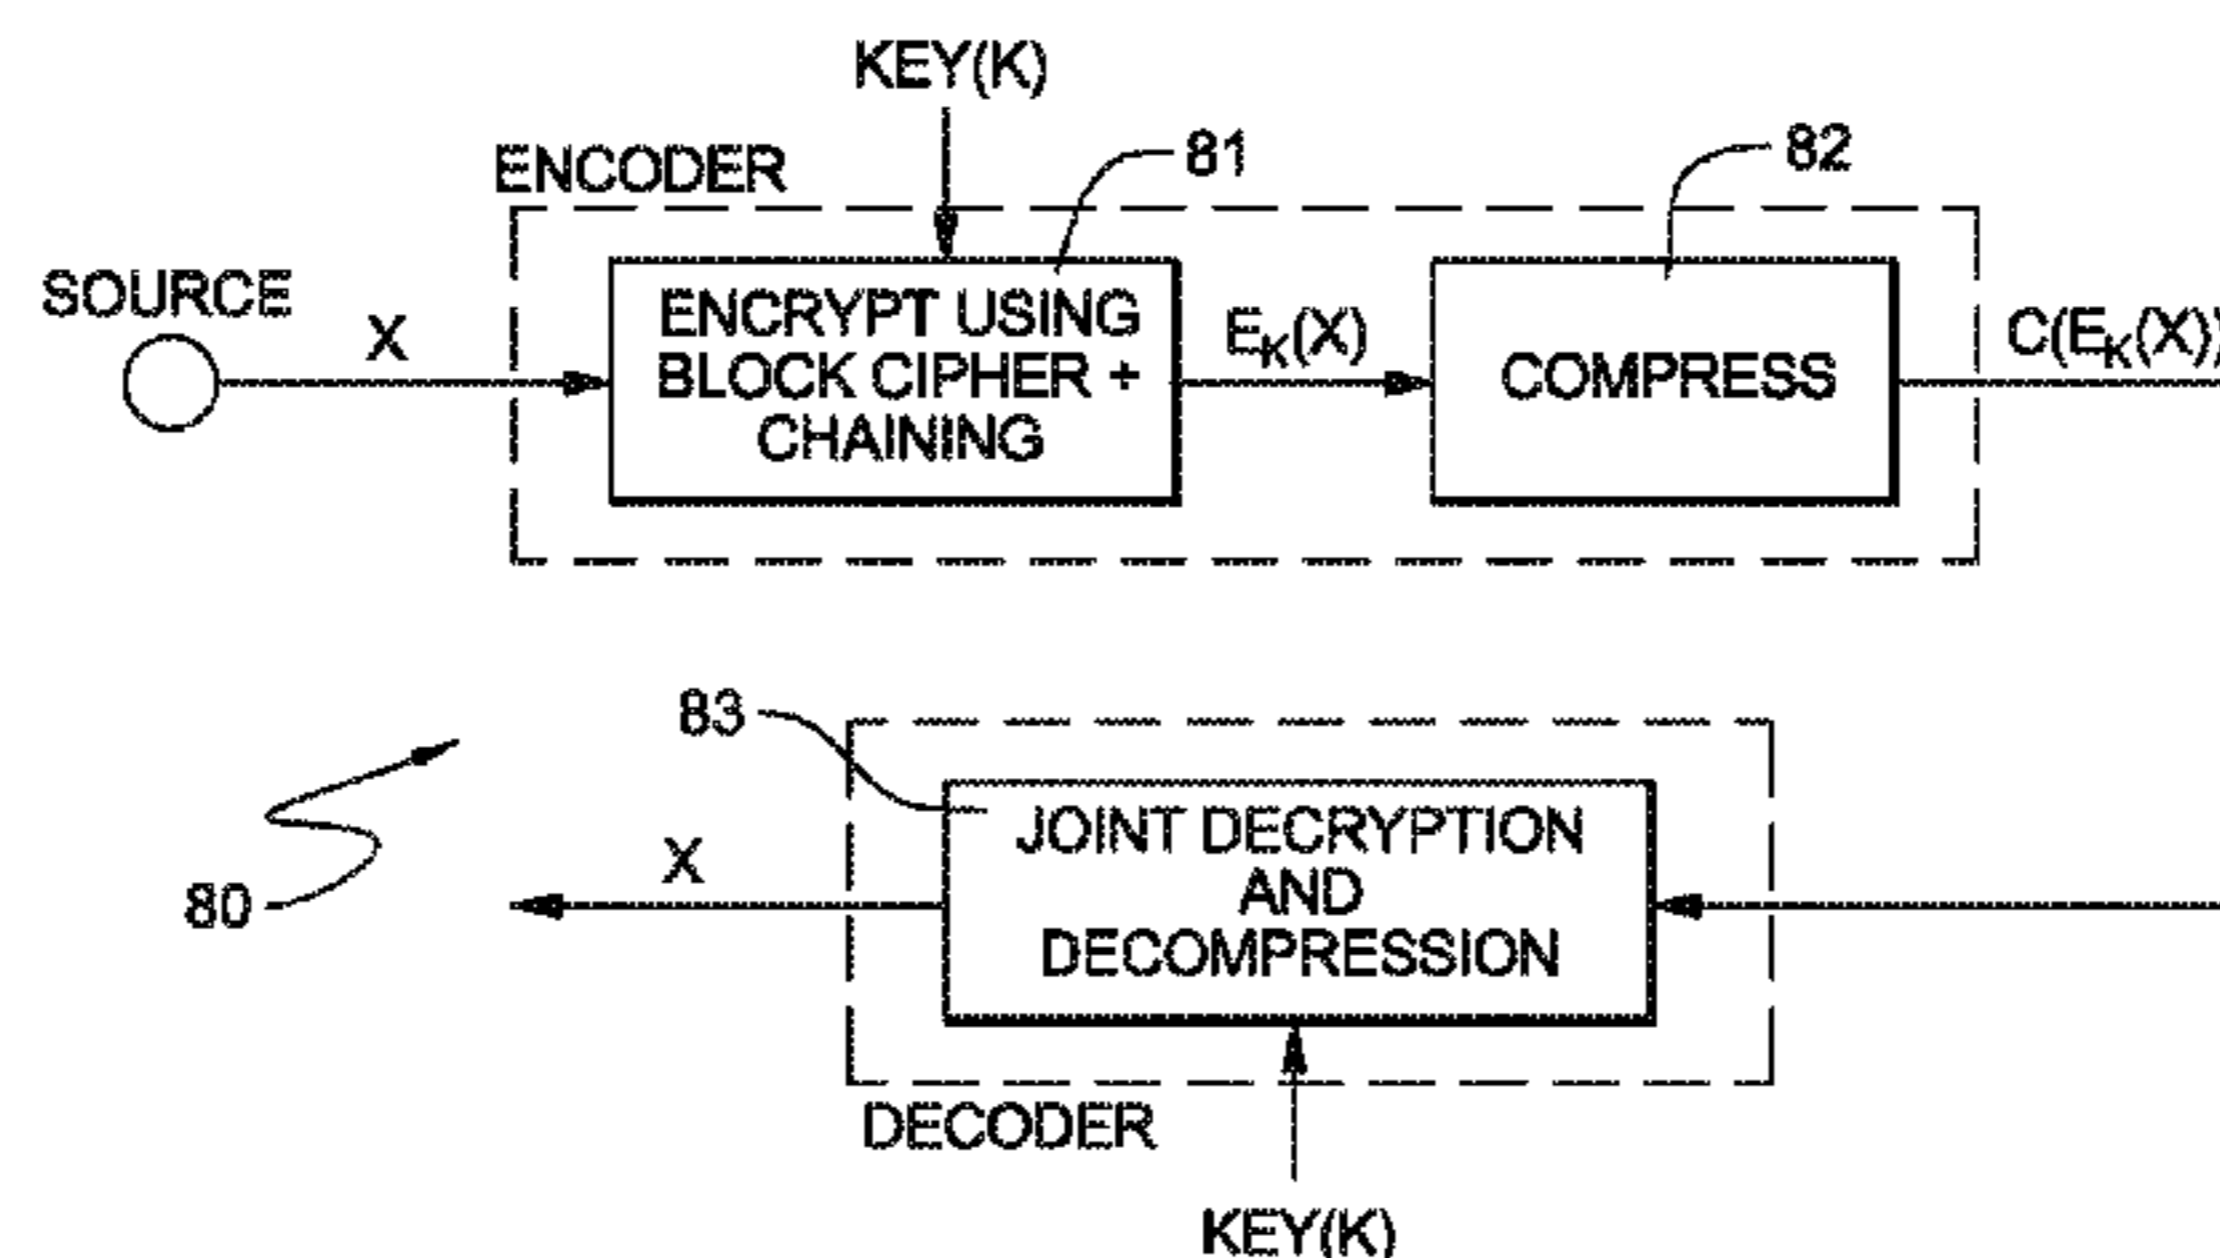 KEY(K)
ENCODER
81
82
SOURCE
X
ENCRYPT USING
BLOCK CIPHER +
CHAINING
E_K(X)
COMPRESS
C(E_K(X))
83
JOINT DECRYPTION
AND
DECOMPRESSION
X
80
DECODER
KEY(K)